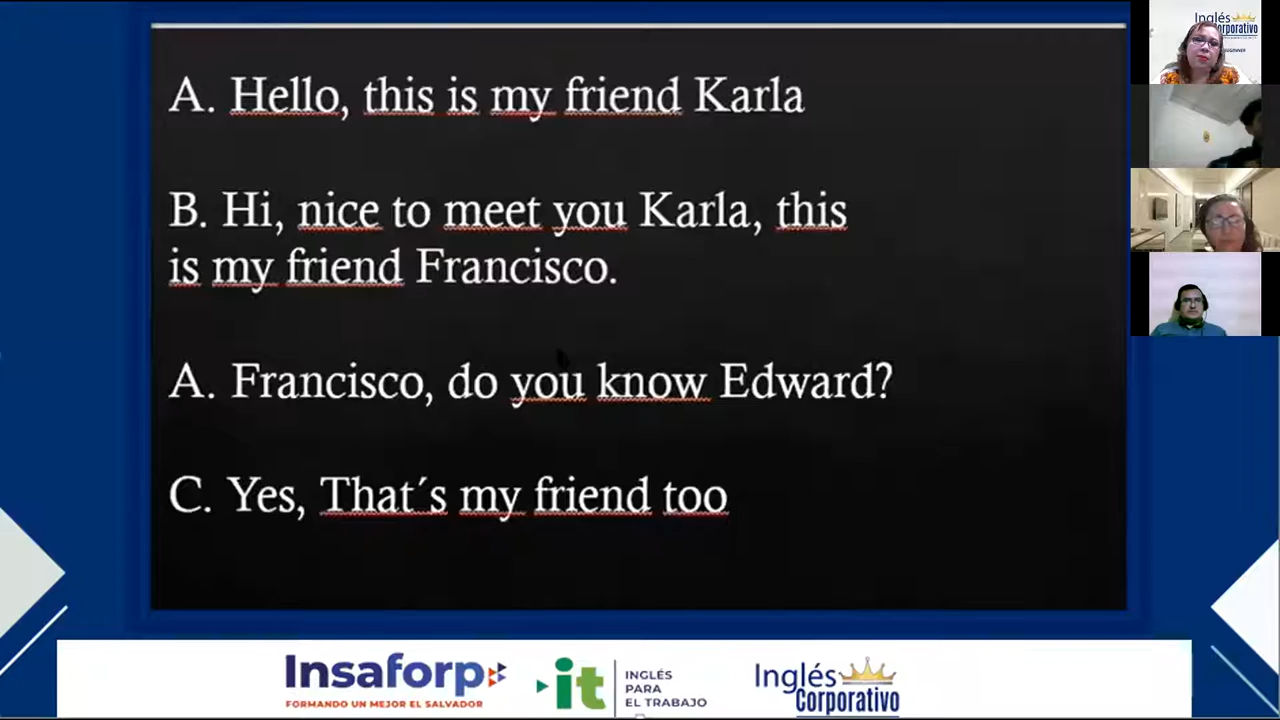 A. Hello, this is my friend Karla
B. Hi, nice to meet you Karla, this
is my friend Francisco.
A. Francisco, do you know Edward?
C. Yes, That´s my friend too
Insaforp
FORMANDO UN MEJOR EL SALVADOR
it
INGLÉS
PARA
EL TRABAJO
Inglés
Corporativo
Inglés
Corporativo